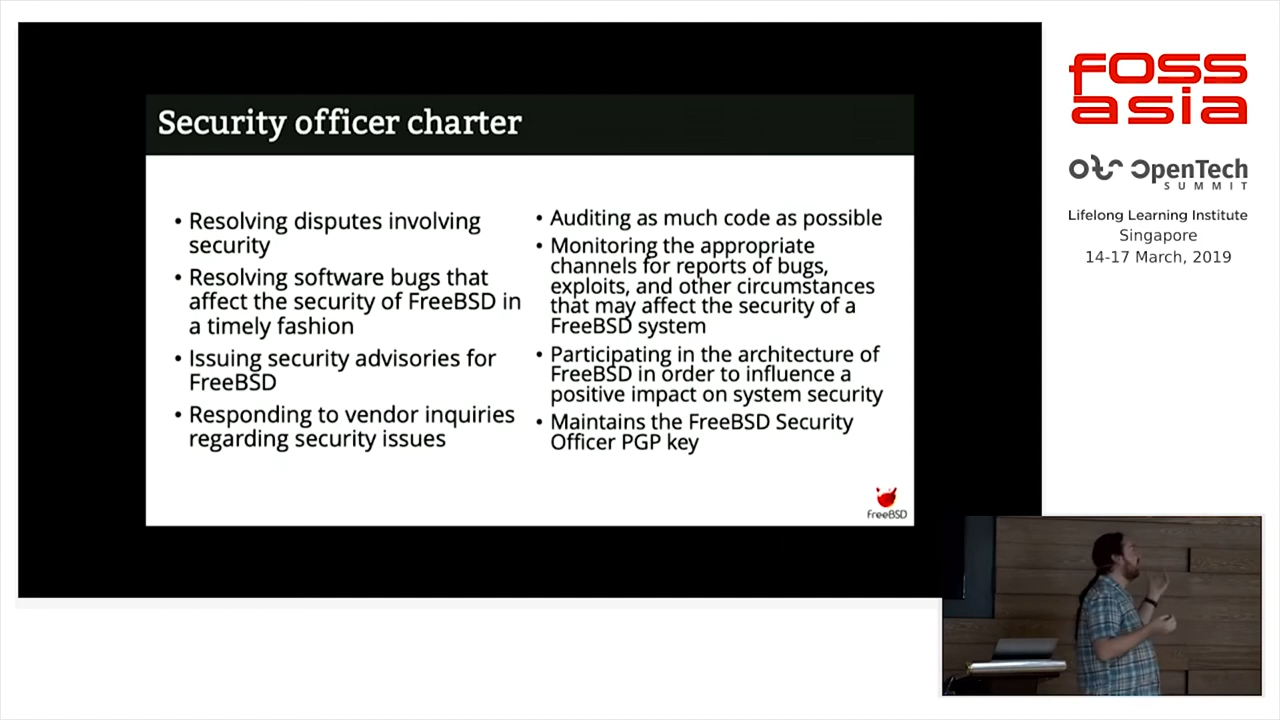 Security officer charter
• Resolving disputes involving
security
• Resolving software bugs that
affect the security of FreeBSD in
a timely fashion
• Issuing security advisories for
FreeBSD
• Responding to vendor inquiries
regarding security issues
• Auditing as much code as possible
• Monitoring the appropriate
channels for reports of bugs,
exploits, and other circumstances
that may affect the security of a
FreeBSD system
• Participating in the architecture of
FreeBSD in order to influence a
positive impact on system security
• Maintains the FreeBSD Security
Officer PGP key
FreeBSD
fOSS
asia
OpenTech
SUMMIT
Lifelong Learning Institute
Singapore
14-17 March, 2019